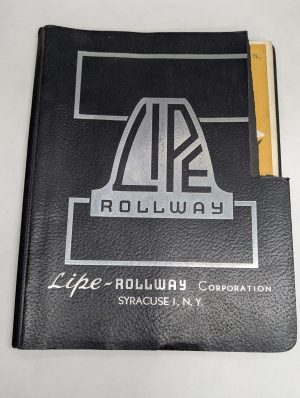 LIPE
ROLLWAY
Lipe-ROLLWAY CORPORATION
SYRACUSE 1, N. Y.